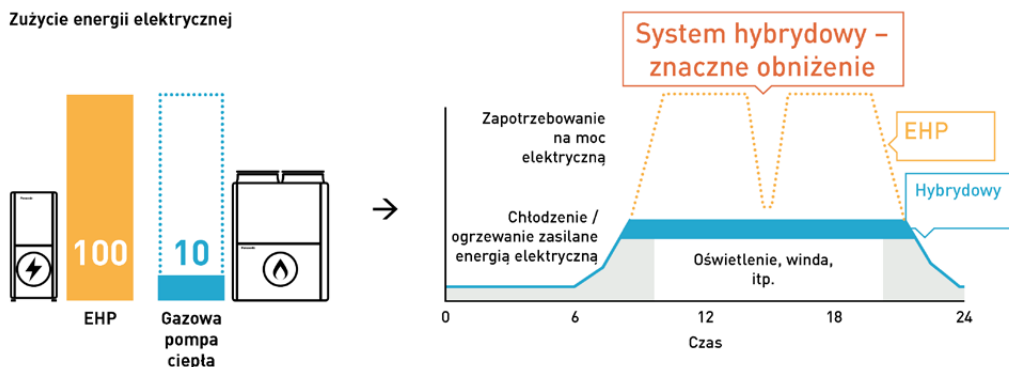 Zużycie energii elektrycznej
100
10
EHP
Gazowa
pompa
ciepła
System hybrydowy –
znaczne obniżenie
Zapotrzebowanie
na moc
elektryczną
EHP
Hybrydowy
Chłodzenie /
ogrzewanie zasilane
energią elektryczną
Oświetlenie, winda,
itp.
0
6
12
18
24
Czas